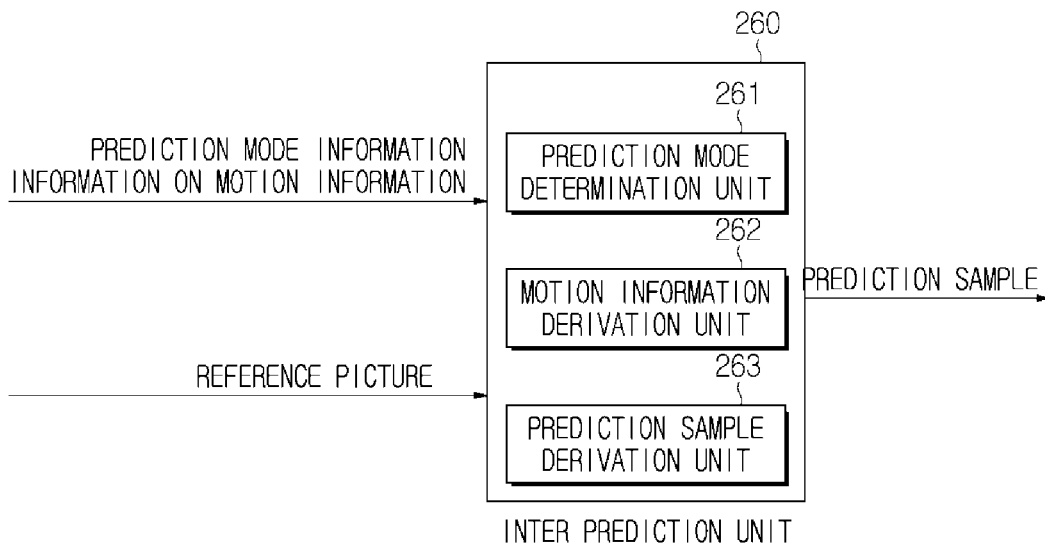 260
261
PREDICTION MODE INFORMATION
INFORMATION ON MOTION INFORMATION
PREDICTION MODE
DETERMINATION UNIT
262
MOTION INFORMATION
DERIVATION UNIT
PREDICTION SAMPLE
REFERENCE PICTURE
263
PREDICTION SAMPLE
DERIVATION UNIT
INTER PREDICTION UNIT